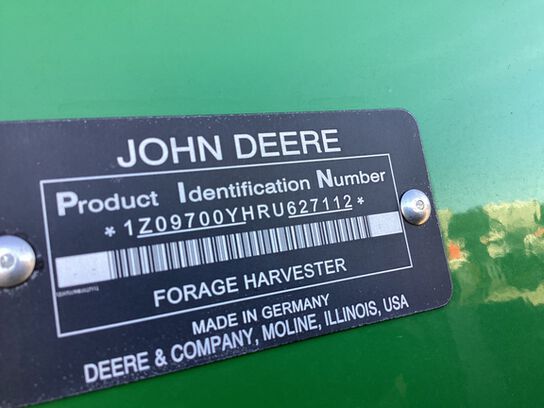 JOHN DEERE
Product Identification Number
*1Z09700YHRU627112*
FORAGE HARVESTER
MADE IN GERMANY
DEERE & COMPANY, MOLINE, ILLINOIS, USA